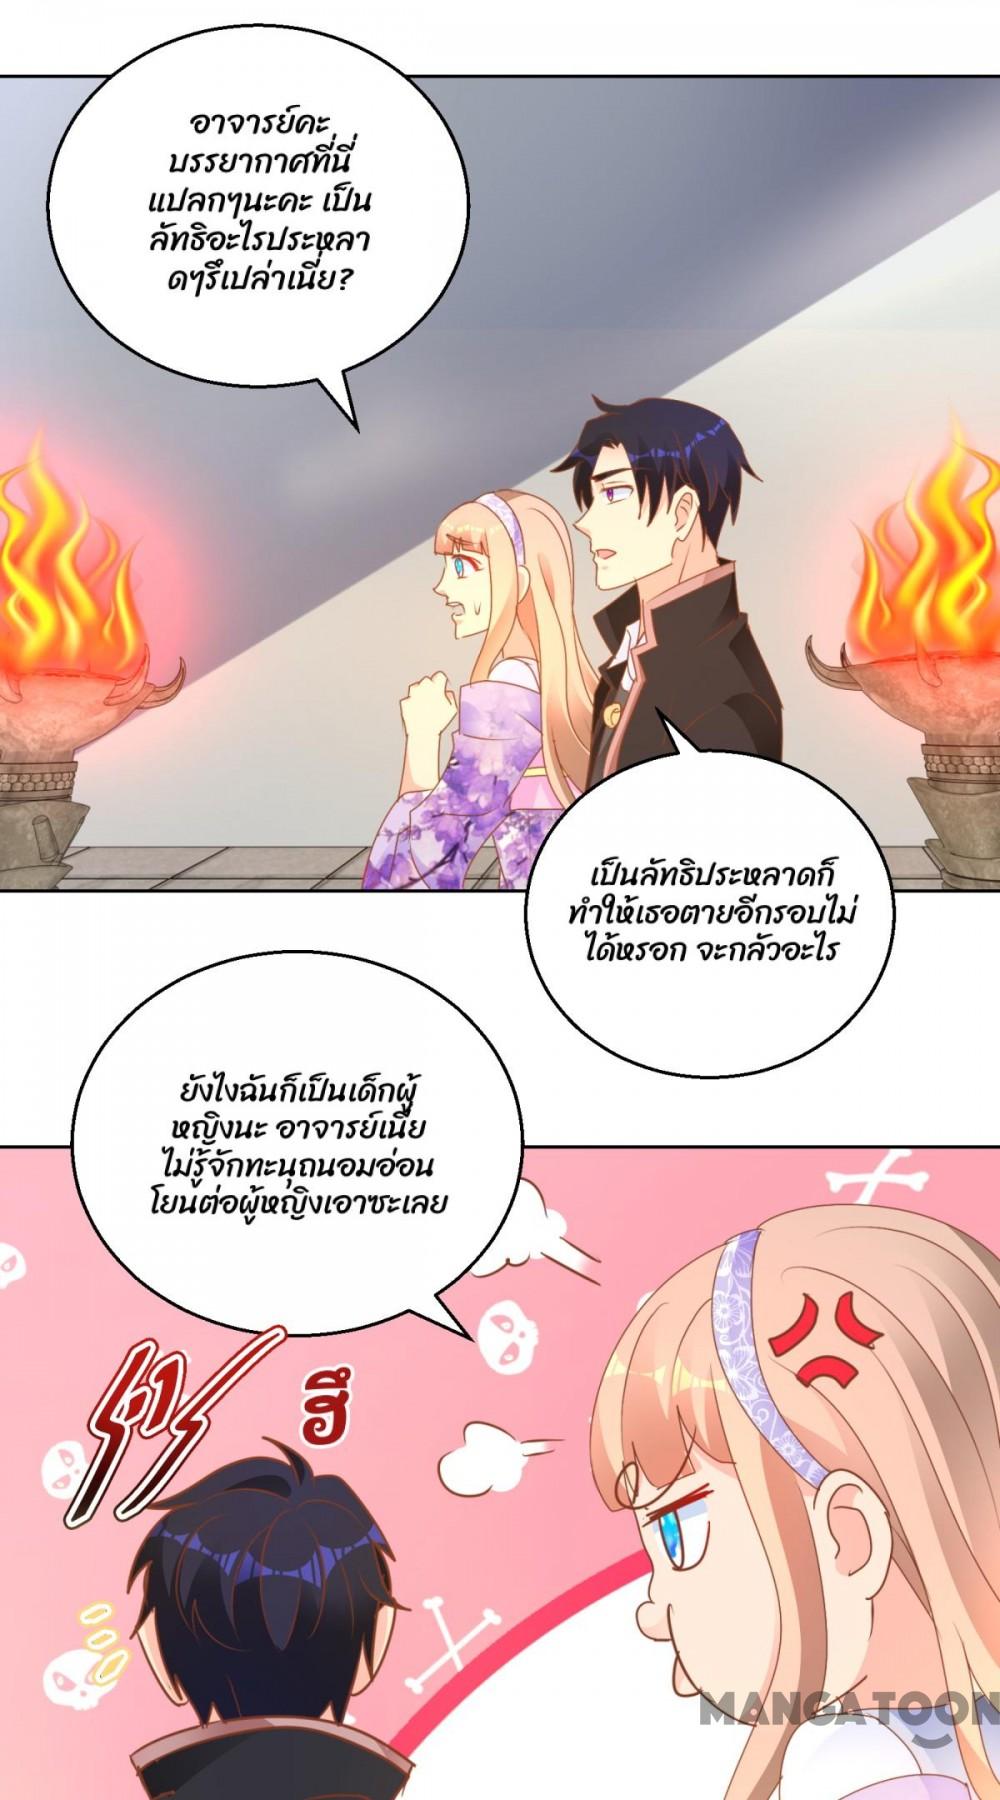 อาจารย์คะ
บรรยากาศที่นี่
แปลกๆนะคะ เป็น
ลัทธิอะไรประหลา
ดๆรึเปล่าเนี่ย?
เป็นลัทธิประหลาดก็
ทำให้เธอตายอีกรอบไม่
ได้หรอก จะกลัวอะไร
ยังไงฉันก็เป็นเด็กผู้
หญิงนะ อาจารย์เนี่ย
ไม่รู้จักทะนุถนอมอ่อน
โยนต่อผู้หญิงเอาซะเลย
ฮึ
MANGATOON